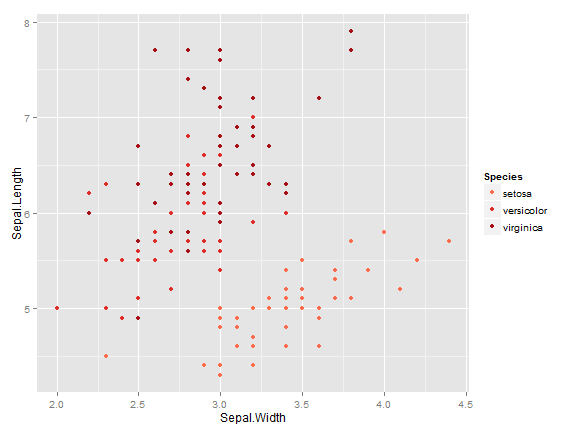 8
7
6
5
Sepal.Length
2.0 2.5 3.0 3.5 4.0 4.5
Sepal.Width
Species
setosa
versicolor
virginica